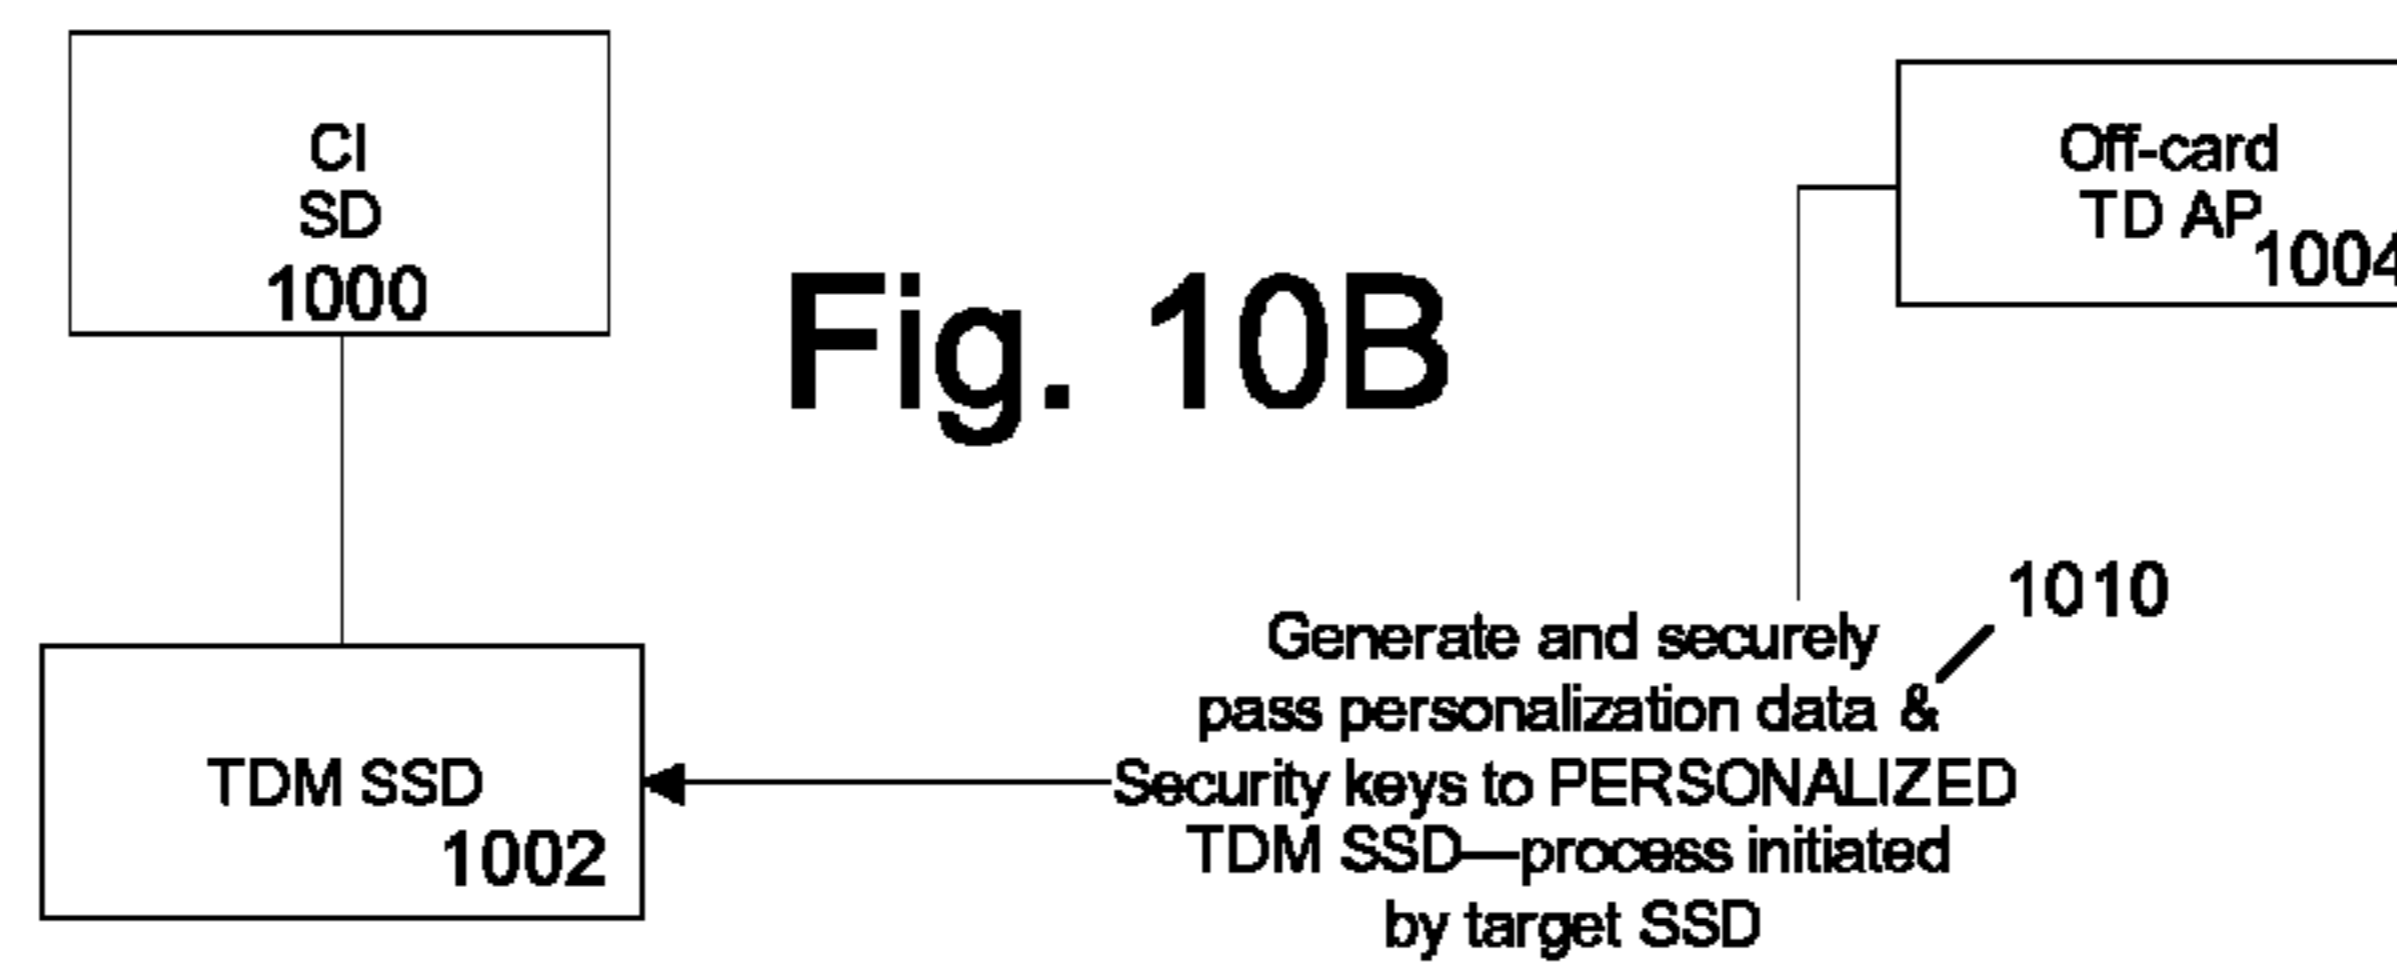 CI
SD
1000
Off-card
TD AP
1004
Fig. 10B
1010
Generate and securely
pass personalization data &
Security keys to PERSONALIZED
TDM SSD—process initiated
by target SSD
TDM SSD
1002